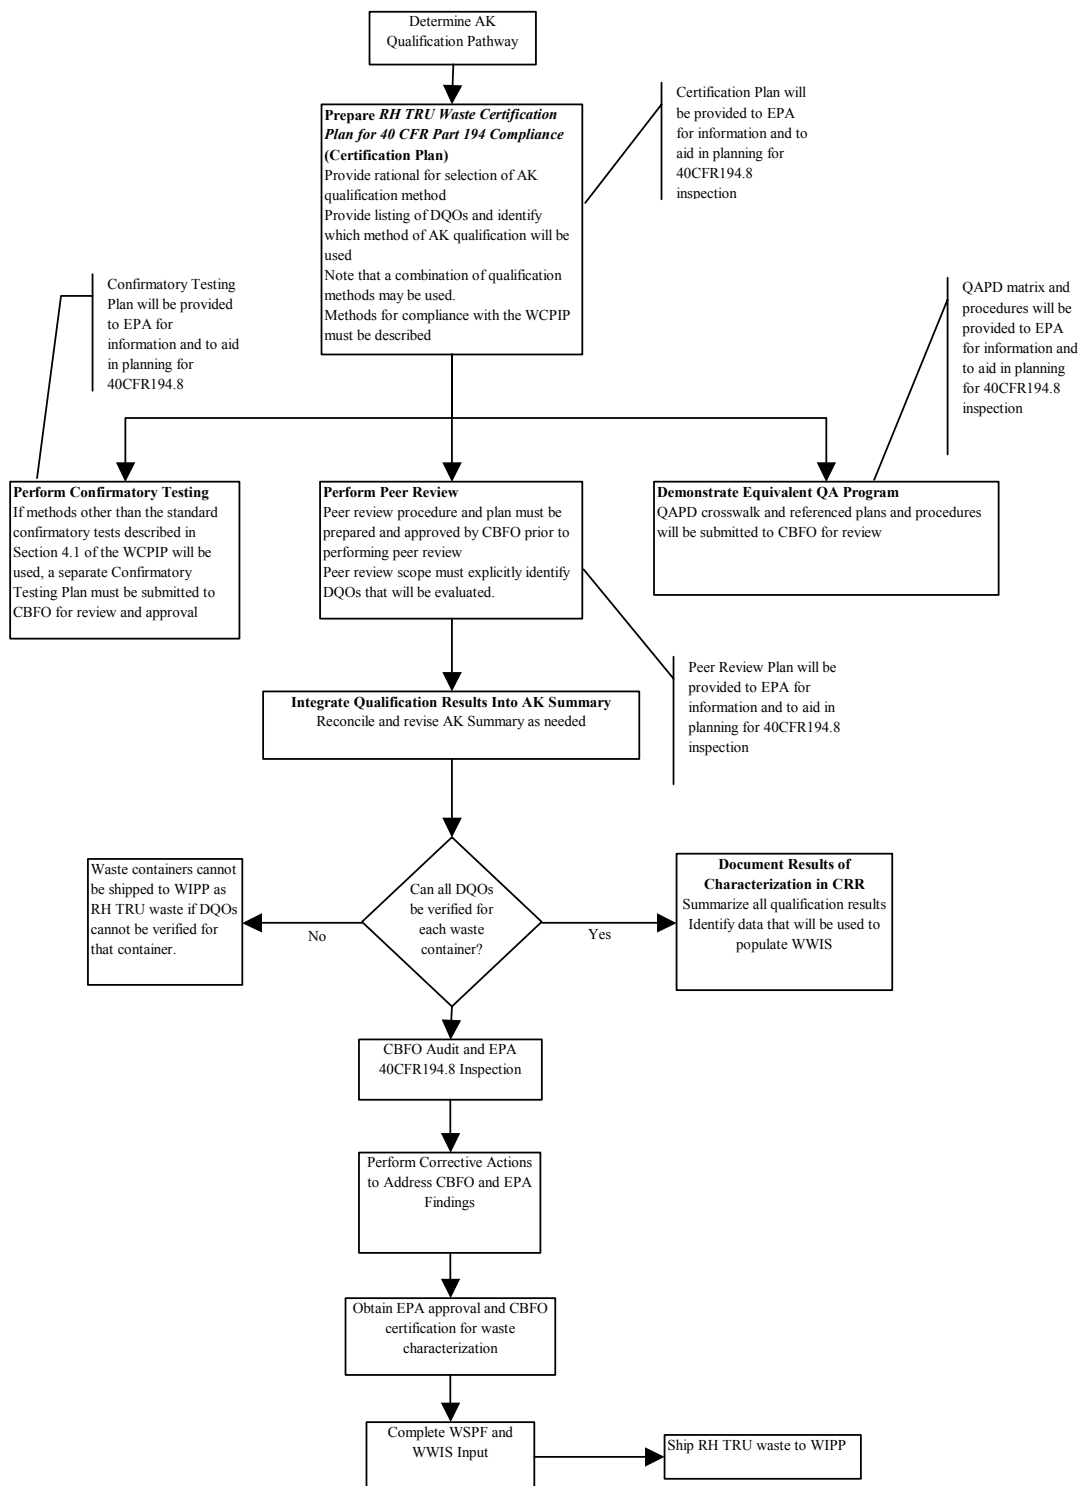 Determine AK
Qualification Pathway
Prepare RH TRU Waste Certification
Plan for 40 CFR Part 194 Compliance
(Certification Plan)
Provide rational for selection of AK
qualification method
Provide listing of DQOs and identify
which method of AK qualification will be
used
Note that a combination of qualification
methods may be used.
Methods for compliance with the WCPIP
must be described
Certification Plan will
be provided to EPA
for information and to
aid in planning for
40CFR194.8
inspection
Confirmatory Testing
Plan will be provided
to EPA for
information and to aid
in planning for
40CFR194.8
QAPD matrix and
procedures will be
provided to EPA
for information and
to aid in planning
for 40CFR194.8
inspection
Perform Confirmatory Testing
If methods other than the standard
confirmatory tests described in
Section 4.1 of the WCPIP will be
used, a separate Confirmatory
Testing Plan must be submitted to
CBFO for review and approval
Perform Peer Review
Peer review procedure and plan must be
prepared and approved by CBFO prior to
performing peer review
Peer review scope must explicitly identify
DQOs that will be evaluated.
Demonstrate Equivalent QA Program
QAPD crosswalk and referenced plans and procedures
will be submitted to CBFO for review
Peer Review Plan will be
provided to EPA for
information and to aid in
planning for 40CFR194.8
inspection
Integrate Qualification Results Into AK Summary
Reconcile and revise AK Summary as needed
Can all DQOs
be verified for
each waste
container?
No
Yes
Waste containers cannot
be shipped to WIPP as
RH TRU waste if DQOs
cannot be verified for
that container.
Document Results of
Characterization in CRR
Summarize all qualification results
Identify data that will be used to
populate WWIS
CBFO Audit and EPA
40CFR194.8 Inspection
Perform Corrective Actions
to Address CBFO and EPA
Findings
Obtain EPA approval and CBFO
certification for waste
characterization
Complete WSPF and
WWIS Input
Ship RH TRU waste to WIPP